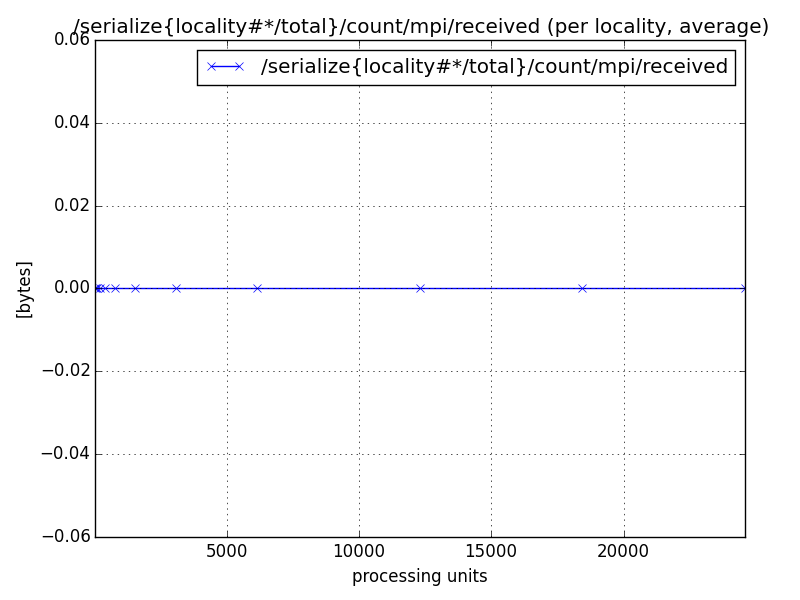 /serialize{locality#*/total}/count/mpi/received (per locality, average)
0.06
/serialize{locality#*/total}/count/mpi/received
0.04
0.02
[bytes]
0.00
−0.02
−0.04
−0.06
5000 10000 15000 20000
processing units